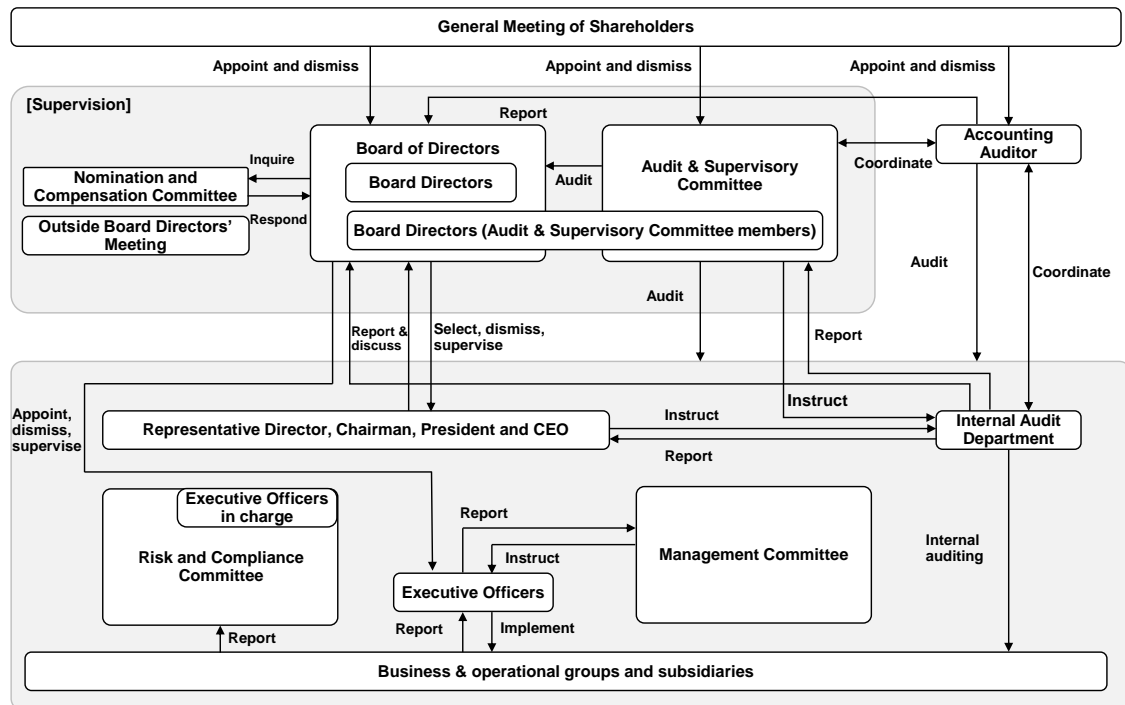 General Meeting of Shareholders
Appoint and dismiss
Appoint and dismiss
Appoint and dismiss
[Supervision]
Report
Board of Directors
Board Directors
Audit
Audit & Supervisory
Committee
Coordinate
Accounting
Auditor
Inquire
Nomination and
Compensation Committee
Respond
Outside Board Directors'
Meeting
Board Directors (Audit & Supervisory Committee members)
Audit
Coordinate
Audit
Report &
discuss
Select, dismiss,
supervise
Report
Appoint,
dismiss,
supervise
Representative Director, Chairman, President and CEO
Instruct
Instruct
Report
Internal Audit
Department
Executive Officers
in charge
Risk and Compliance
Committee
Report
Instruct
Management Committee
Internal
auditing
Executive Officers
Report
Report
Implement
Business & operational groups and subsidiaries